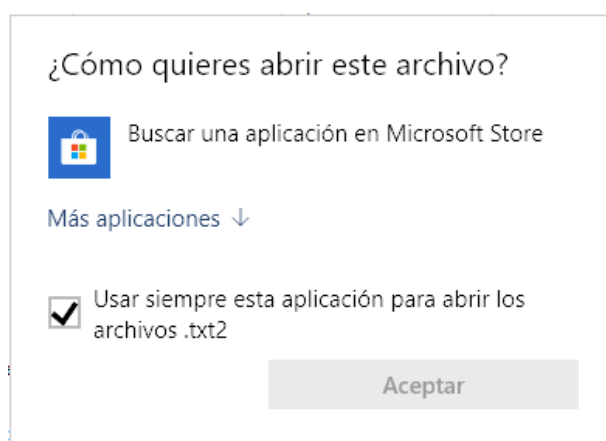 ¿Cómo quieres abrir este archivo?
Buscar una aplicación en Microsoft Store
Más aplicaciones ↓
Usar siempre esta aplicación para abrir los
archivos .txt2
Aceptar